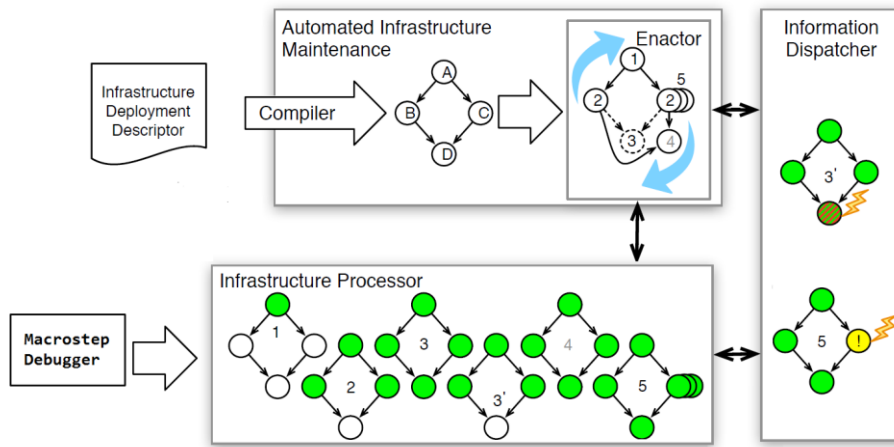 Automated Infrastructure
Maintenance
Enactor
Information
Dispatcher
Infrastructure
Deployment
Descriptor
Compiler
A
B
C
D
1
5
2
2
3
4
3'
Infrastructure Processor
Macrostep
Debugger
1
3
4
2
3'
5
5
!